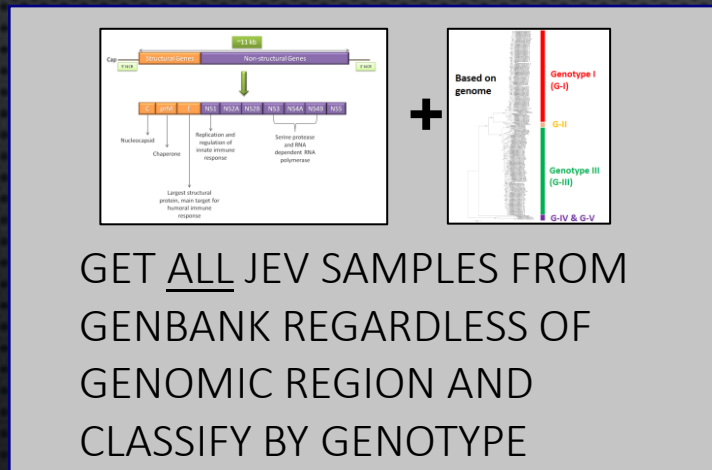 ~11 kb
Cap
Structural Genes
Non-structural Genes
5' UCR
3' UCR
C prM E NS1 NS2A NS2B NS3 NS4A NS4B NS5
Nucleocapsid
Chaperone
Replication and
regulation of
innate immune
response
Serine protease
and RNA
dependent RNA
polymerase
Largest structural
protein, main target for
humoral immune
response
+
Based on
genome
Genotype I
(G-I)
G-II
Genotype III
(G-III)
G-IV & G-V
GET ALL JEV SAMPLES FROM
GENBANK REGARDLESS OF
GENOMIC REGION AND
CLASSIFY BY GENOTYPE